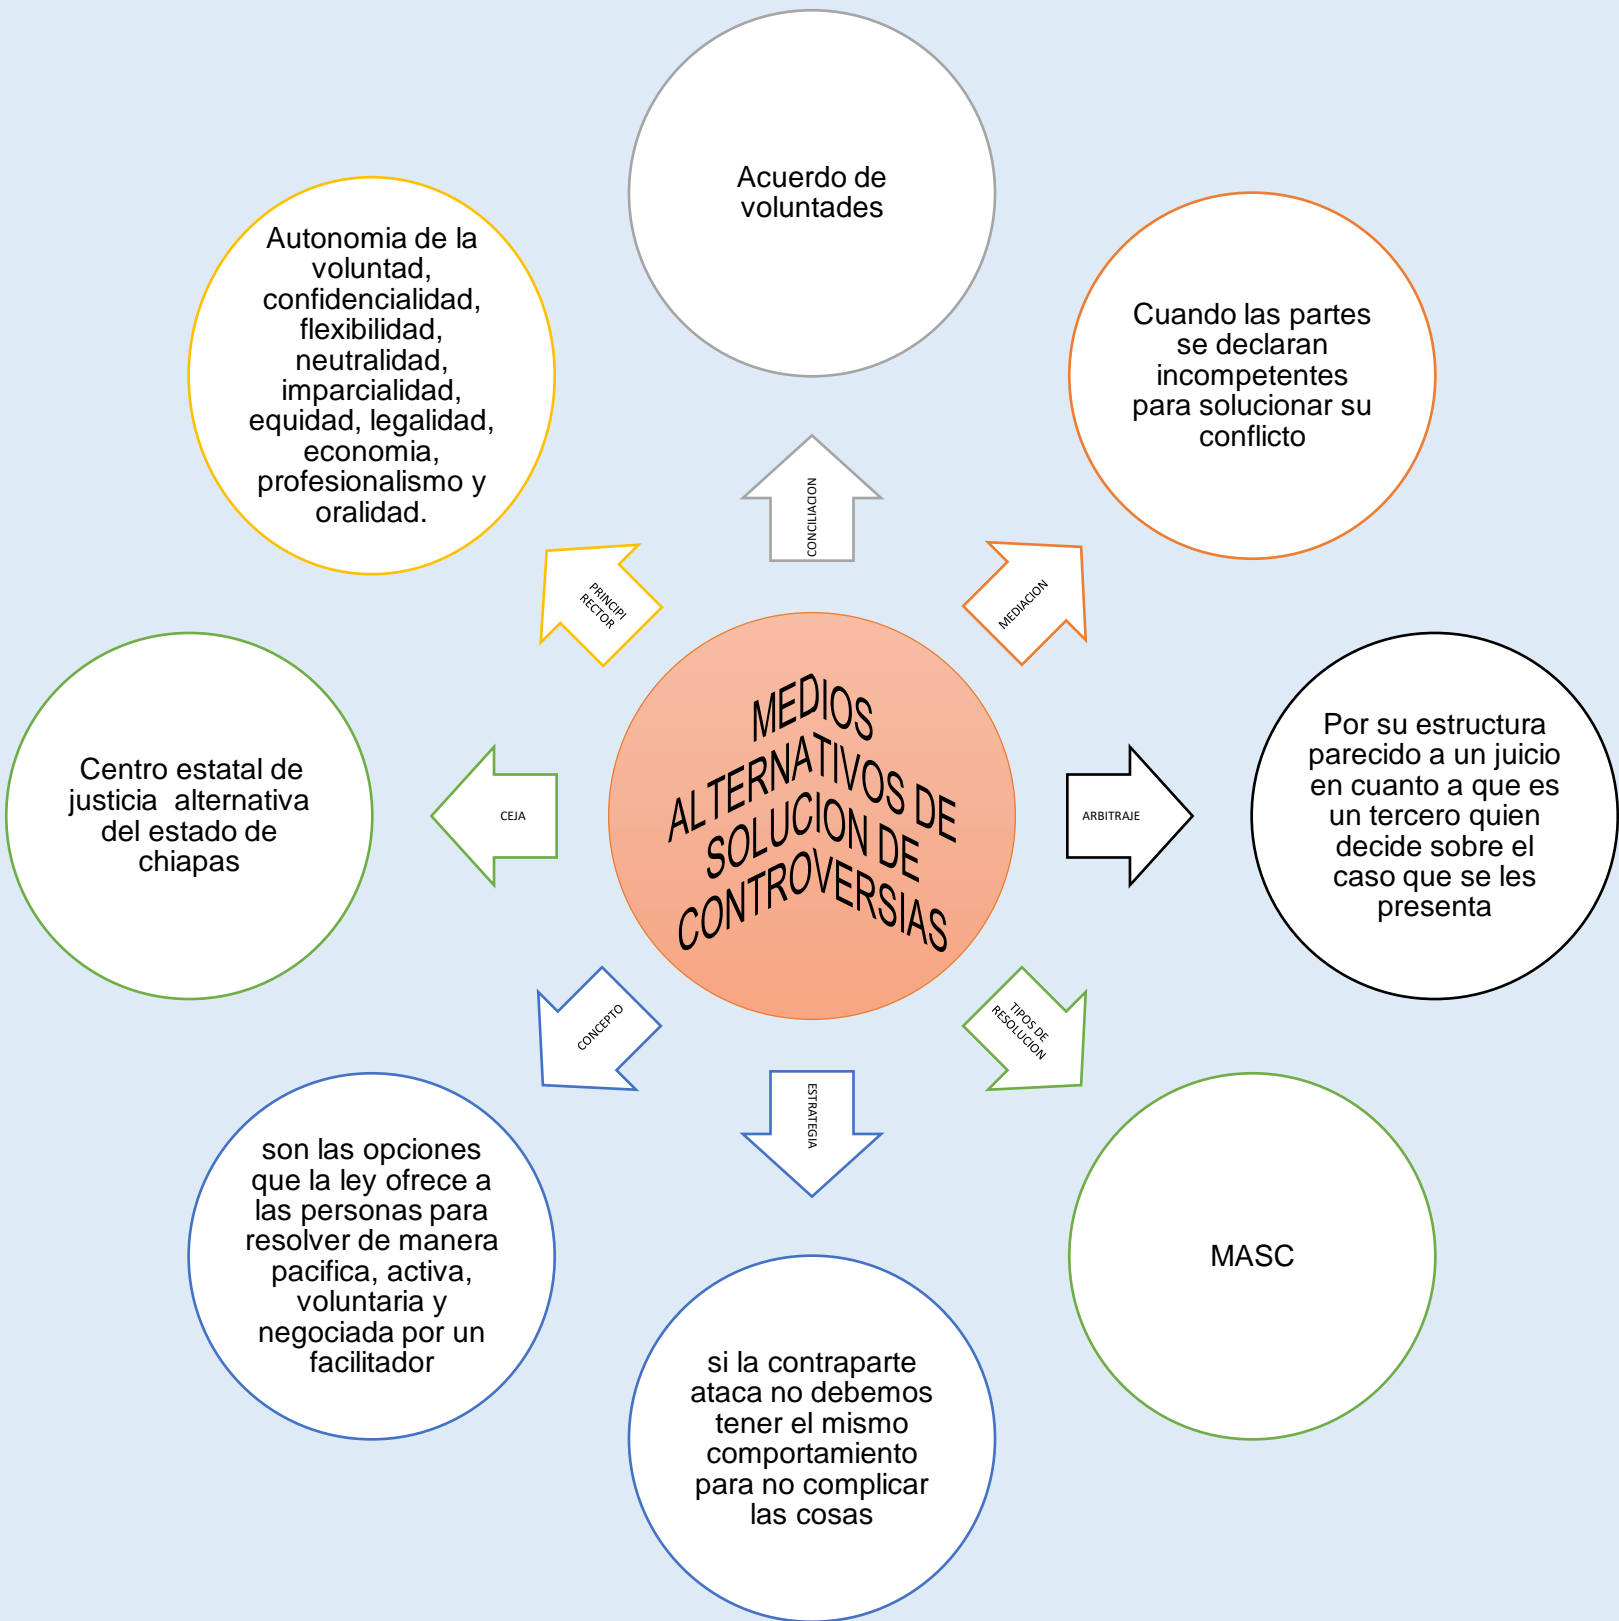 MEDIOS
ALTERNATIVOS DE
SOLUCION DE
CONTROVERSIAS
CONCILIACION
Acuerdo de
voluntades
MEDIACION
Cuando las partes
se declaran
incompetentes
para solucionar su
conflicto
ARBITRAJE
Por su estructura
parecido a un juicio
en cuanto a que es
un tercero quien
decide sobre el
caso que se les
presenta
TIPOS DE
RESOLUCION
MASC
ESTRATEGIA
si la contraparte
ataca no debemos
tener el mismo
comportamiento
para no complicar
las cosas
CONCEPTO
son las opciones
que la ley ofrece a
las personas para
resolver de manera
pacifica, activa,
voluntaria y
negociada por un
facilitador
CEJA
Centro estatal de
justicia alternativa
del estado de
chiapas
PRINCIPI
RECTOR
Autonomia de la
voluntad,
confidencialidad,
flexibilidad,
neutralidad,
imparcialidad,
equidad, legalidad,
economia,
profesionalismo y
oralidad.